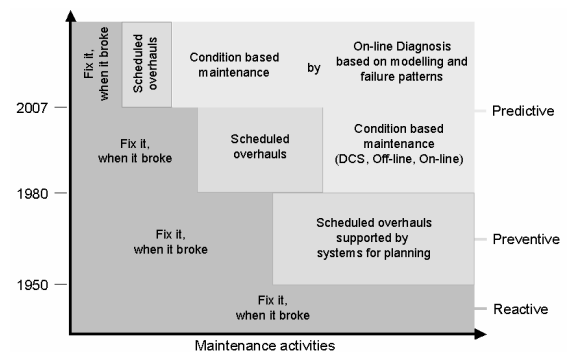 Fix it,
when it broke
Scheduled
overhauls
Condition based
maintenance
by
On-line Diagnosis
based on modelling and
failure patterns
2007
Predictive
Fix it,
when it broke
Scheduled
overhauls
Condition based
maintenance
(DCS, Off-line, On-line)
1980
Fix it,
when it broke
Scheduled overhauls
supported by
systems for planning
Preventive
1950
Fix it,
when it broke
Reactive
Maintenance activities